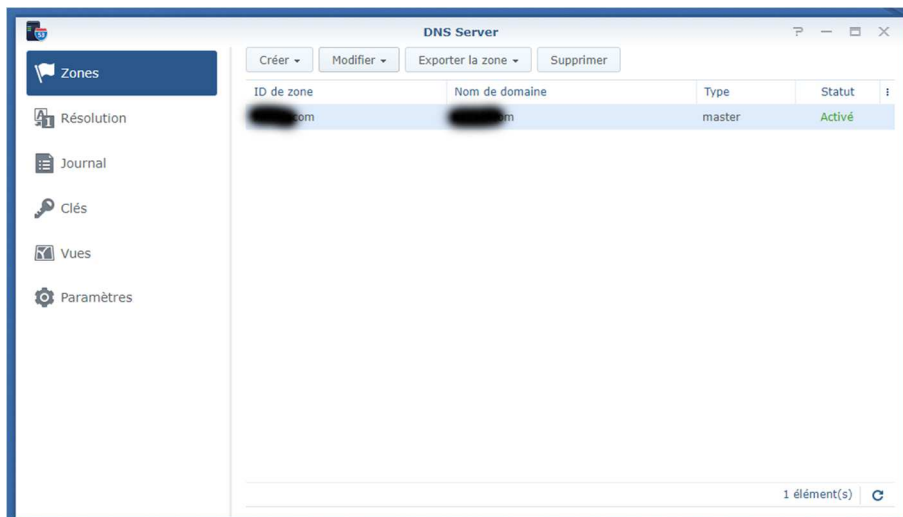 DNS Server
Zones
Résolution
Journal
Clés
Vues
Paramètres
Créer Modifier Exporter la zone Supprimer
ID de zone Nom de domaine Type Statut
com m master Activé
1 élément(s)